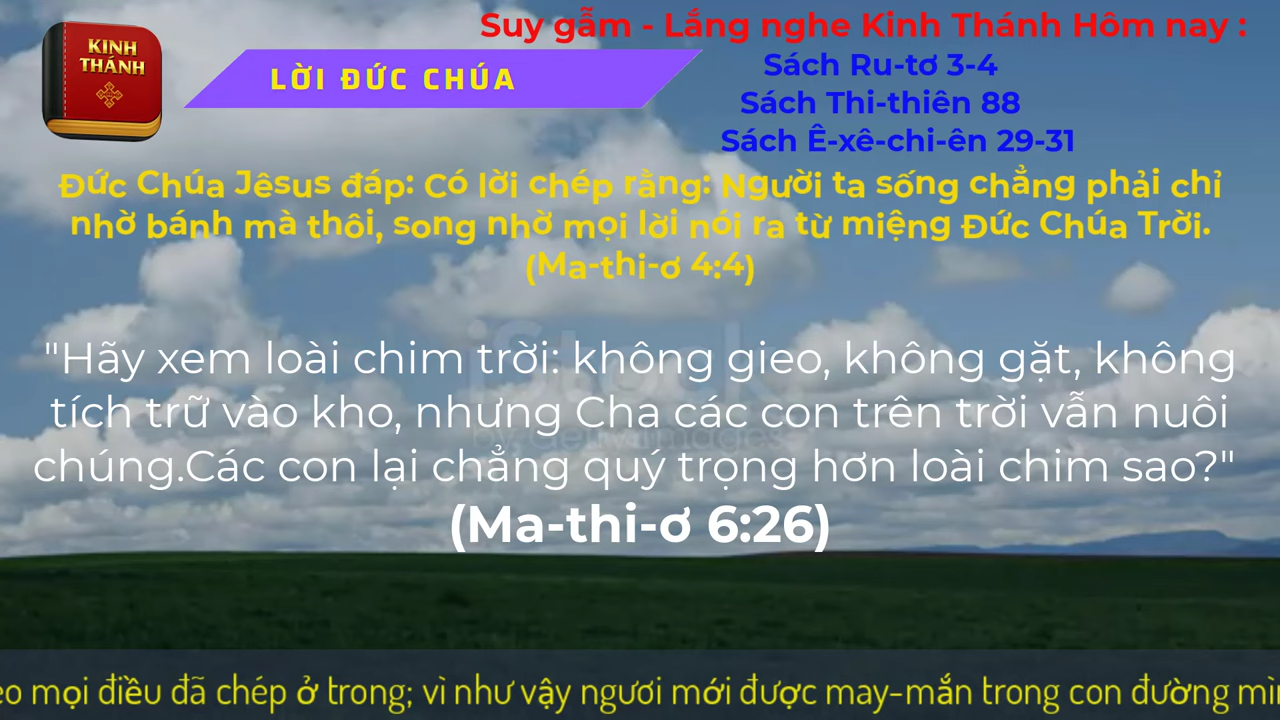 KINH
THÁNH
LỜI ĐỨC CHÚA
Suy gẫm - Lắng nghe Kinh Thánh Hôm nay :
Sách Ru-tơ 3-4
Sách Thi-thiên 88
Sách Ê-xê-chi-ên 29-31
Đức Chúa Jêsus đáp: Có lời chép rằng: Người ta sống chẳng phải chỉ
nhờ bánh mà thôi, song nhờ mọi lời nói ra từ miệng Đức Chúa Trời.
(Ma-thi-ơ 4:4)
iStock
by Getty Images
"Hãy xem loài chim trời: không gieo, không gặt, không
tích trữ vào kho, nhưng Cha các con trên trời vẫn nuôi
chúng.Các con lại chẳng quý trọng hơn loài chim sao?"
(Ma-thi-ơ 6:26)
mọi điều đã chép ở trong; vì như vậy ngươi mới được may-mắn trong con đường